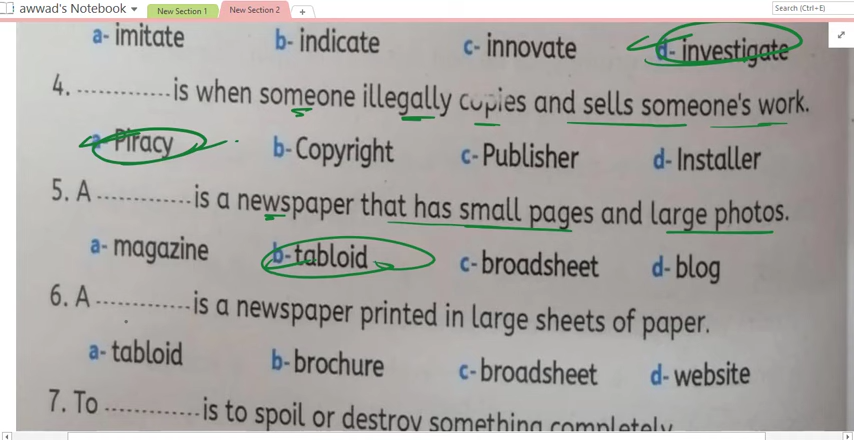 awwad's Notebook
New Section 1
New Section 2
+
Search (Ctrl+E)
a- imitate b- indicate c- innovate d- investigate
4. ............ is when someone illegally copies and sells someone's work.
a- Piracy b- Copyright c- Publisher d- Installer
5. A ............ is a newspaper that has small pages and large photos.
a- magazine b- tabloid c- broadsheet d- blog
6. A ............ is a newspaper printed in large sheets of paper.
a- tabloid b- brochure c- broadsheet d- website
7. To ............ is to spoil or destroy something completely